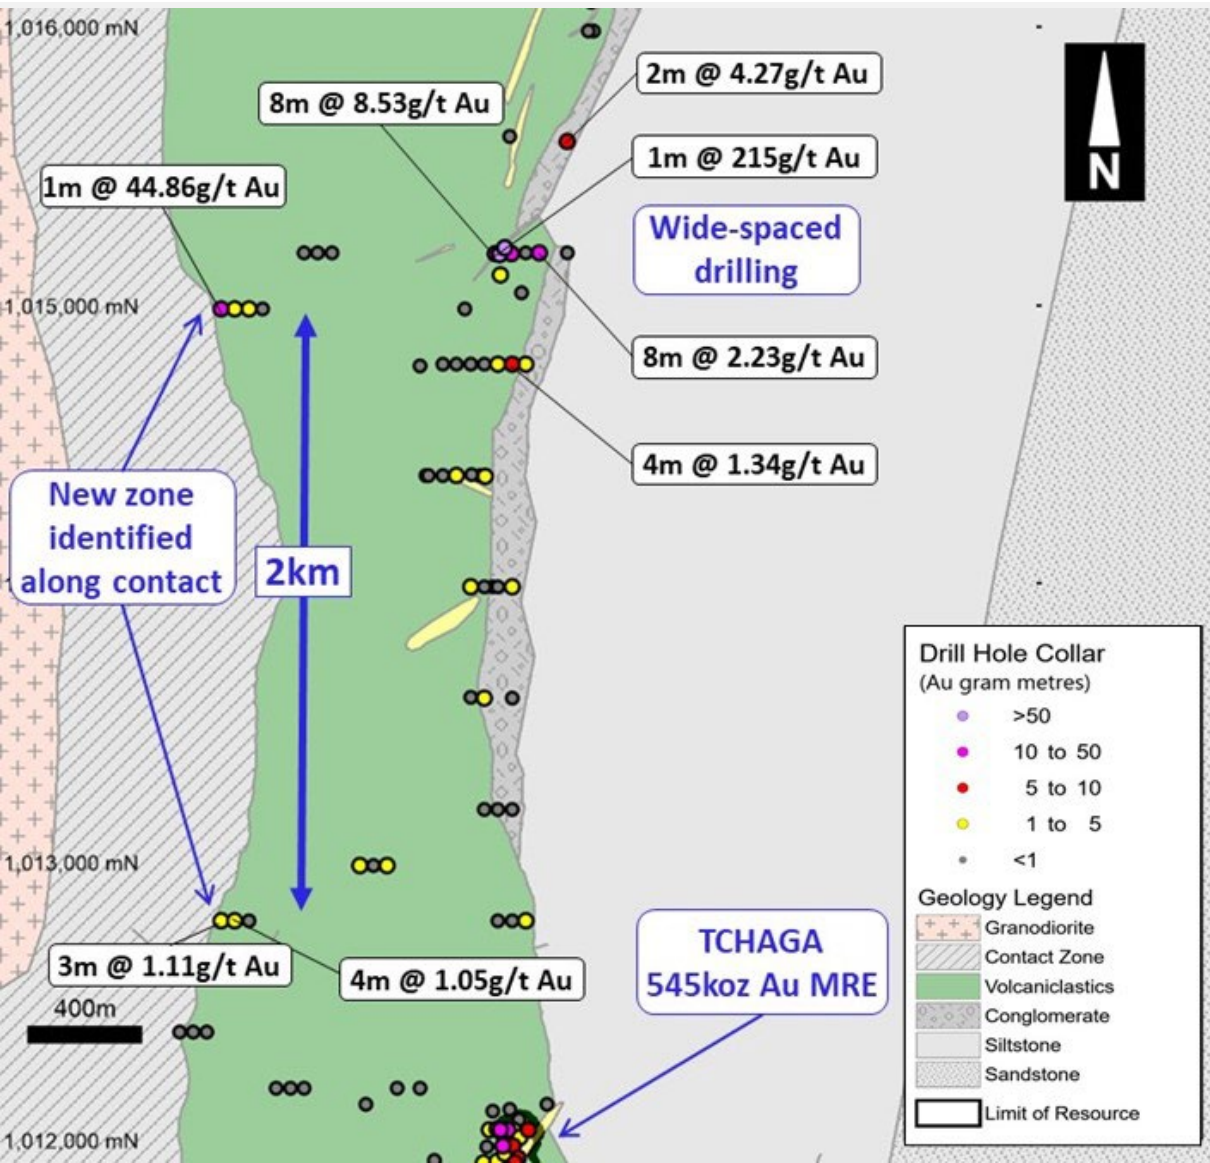 1,016,000 mN
2m @ 4.27g/t Au
8m @ 8.53g/t Au
1m @ 215g/t Au
1m @ 44.86g/t Au
N
Wide-spaced
drilling
1,015,000 mN
8m @ 2.23g/t Au
4m @ 1.34g/t Au
New zone
identified
along contact
2km
1,013,000 mN
3m @ 1.11g/t Au
4m @ 1.05g/t Au
TCHAGA
545koz Au MRE
400m
1,012,000 mN
Drill Hole Collar
(Au gram metres)
>50
10 to 50
5 to 10
1 to 5
<1
Geology Legend
Granodiorite
Contact Zone
Volcaniclastics
Conglomerate
Siltstone
Sandstone
Limit of Resource